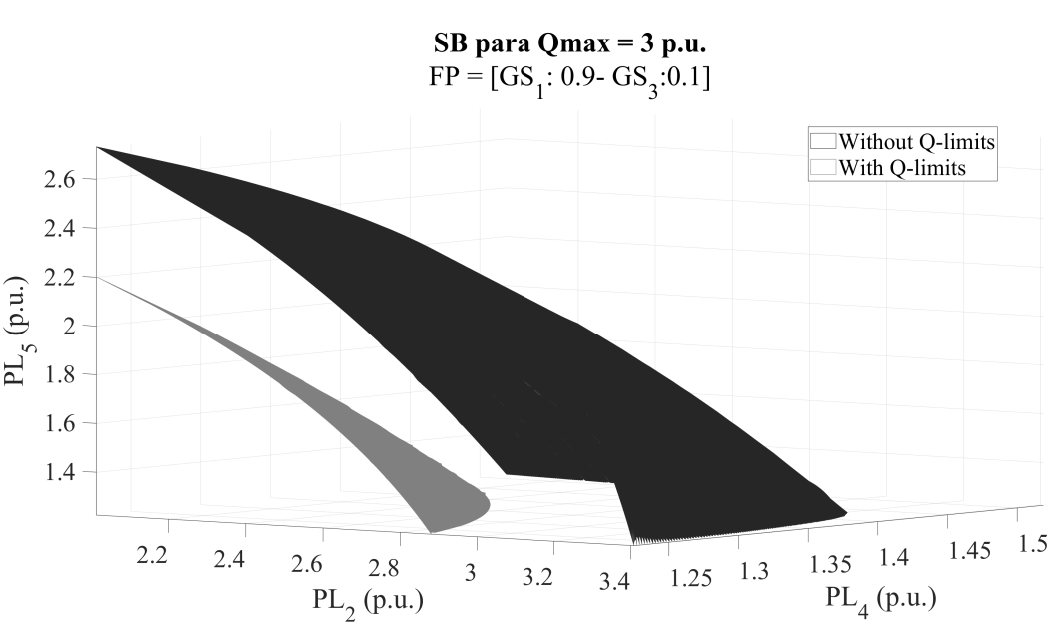 SB para Qmax = 3 p.u.
FP = [GS1: 0.9- GS3:0.1]
Without Q-limits
With Q-limits
2.6
2.4
2.2
2
1.8
1.6
1.4
PL5 (p.u.)
2.2
2.4
2.6
2.8
3
3.2
3.4
PL2 (p.u.)
1.25
1.3
1.35
1.4
1.45
1.5
PL4 (p.u.)